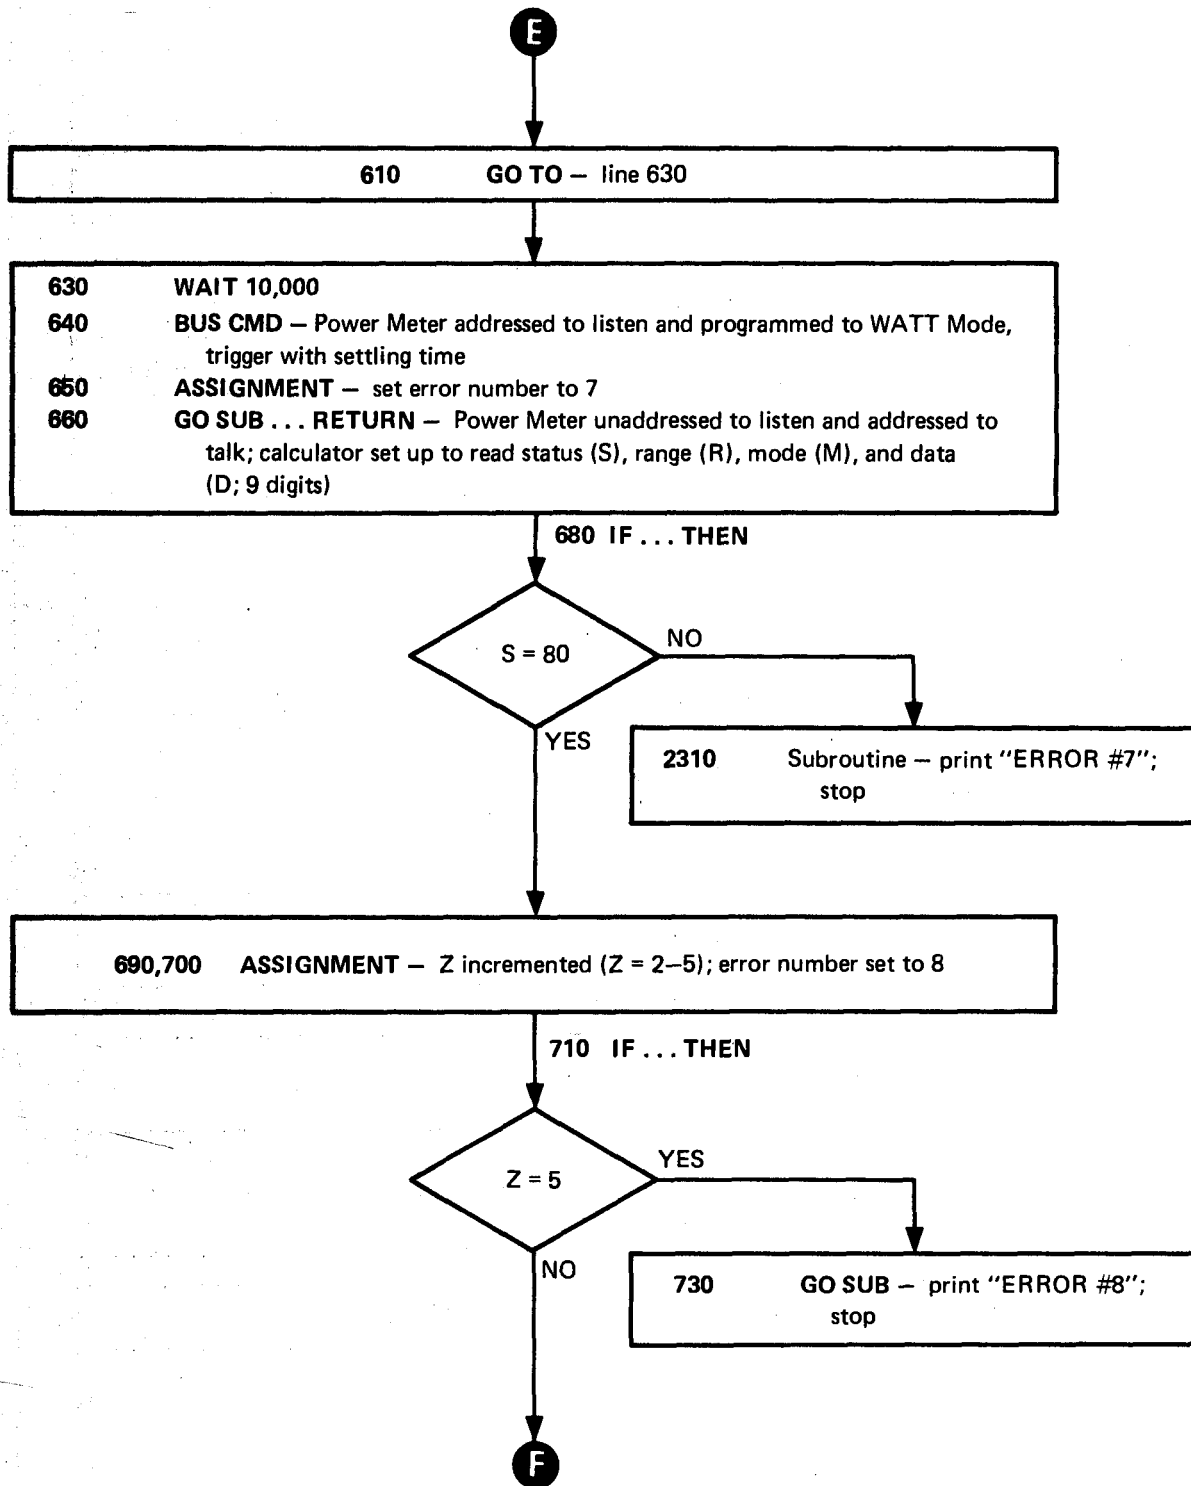 E
610 GO TO — line 630
630 WAIT 10,000
640 BUS CMD — Power Meter addressed to listen and programmed to WATT Mode,
trigger with settling time
650 ASSIGNMENT — set error number to 7
660 GO SUB . . . RETURN — Power Meter unaddressed to listen and addressed to
talk; calculator set up to read status (S), range (R), mode (M), and data
(D; 9 digits)
680 IF . . . THEN
S = 80
NO
YES
2310 Subroutine — print "ERROR #7";
stop
690,700 ASSIGNMENT — Z incremented (Z = 2–5); error number set to 8
710 IF . . . THEN
Z = 5
YES
NO
730 GO SUB — print "ERROR #8";
stop
F